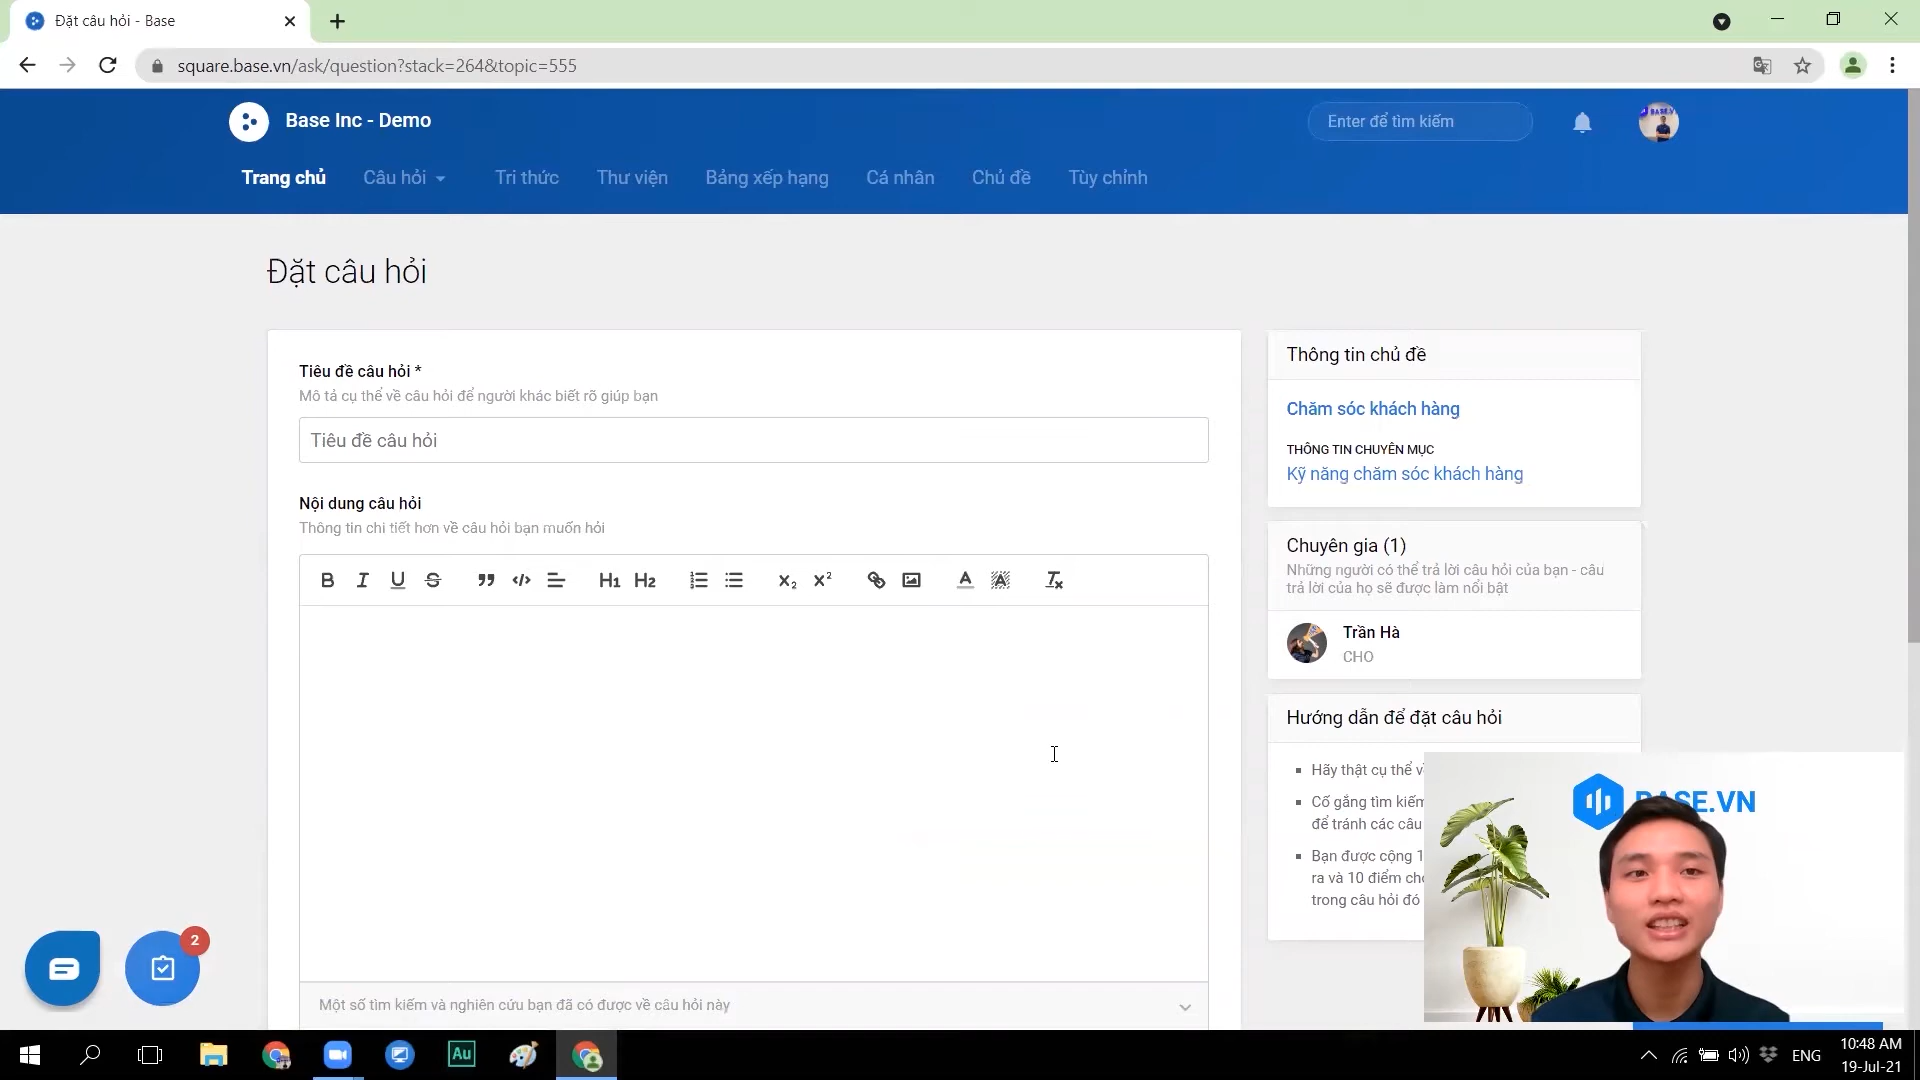 Đặt câu hỏi - Base
square.base.vn/ask/question?stack=264&topic=555
Base Inc - Demo
Enter để tìm kiếm
Trang chủ
Câu hỏi
Tri thức
Thư viện
Bảng xếp hạng
Cá nhân
Chủ đề
Tùy chỉnh
Đặt câu hỏi
Tiêu đề câu hỏi *
Mô tả cụ thể về câu hỏi để người khác biết rõ giúp bạn
Tiêu đề câu hỏi
Nội dung câu hỏi
Thông tin chi tiết hơn về câu hỏi bạn muốn hỏi
B I U S H1 H2 X2 X² A A Tx
Một số tìm kiếm và nghiên cứu bạn đã có được về câu hỏi này
Thông tin chủ đề
Chăm sóc khách hàng
THÔNG TIN CHUYÊN MỤC
Kỹ năng chăm sóc khách hàng
Chuyên gia (1)
Những người có thể trả lời câu hỏi của bạn - câu
trả lời của họ sẽ được làm nổi bật
Trần Hà
CHO
Hướng dẫn để đặt câu hỏi
Hãy thật cụ thể
Cố gắng tìm kiếm
để tránh các câu
Bạn được cộng 1
ra và 10 điểm cho
trong câu hỏi đó
BASE.VN
2
Au
ENG
10:48 AM
19-Jul-21